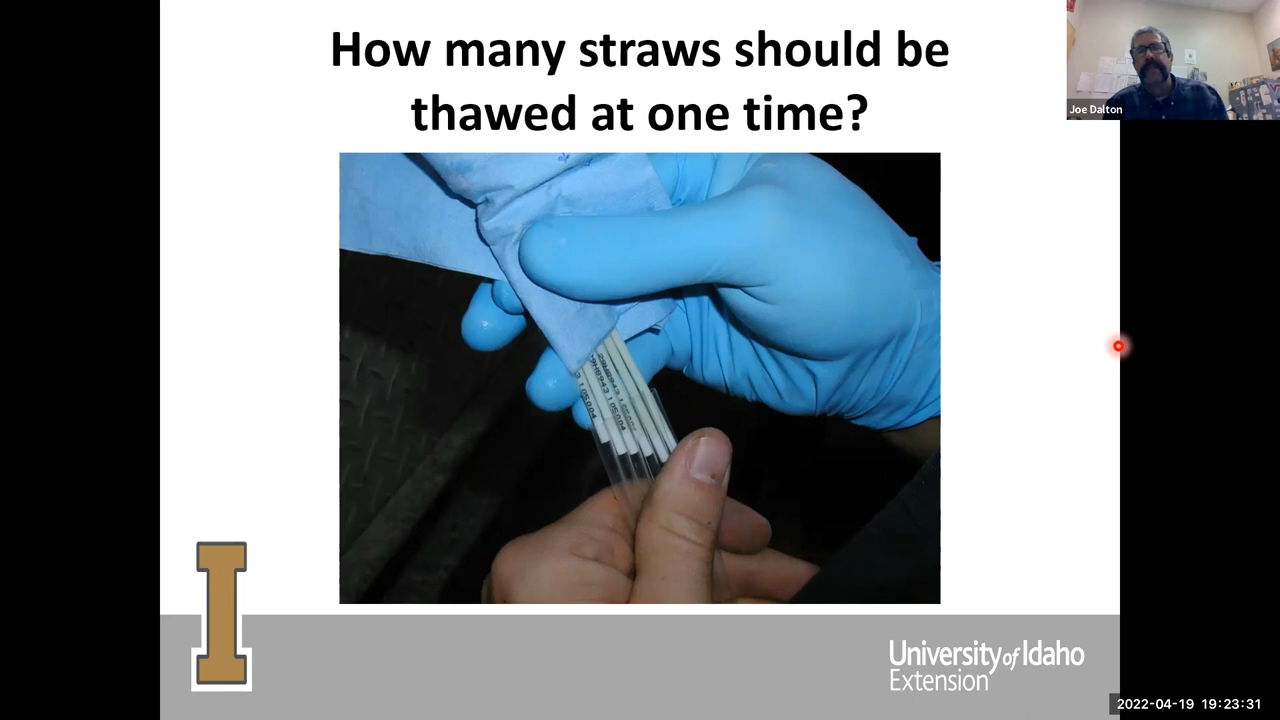 How many straws should be
thawed at one time?
Joe Dalton
University of Idaho
Extension
2022-04-19 19:23:31